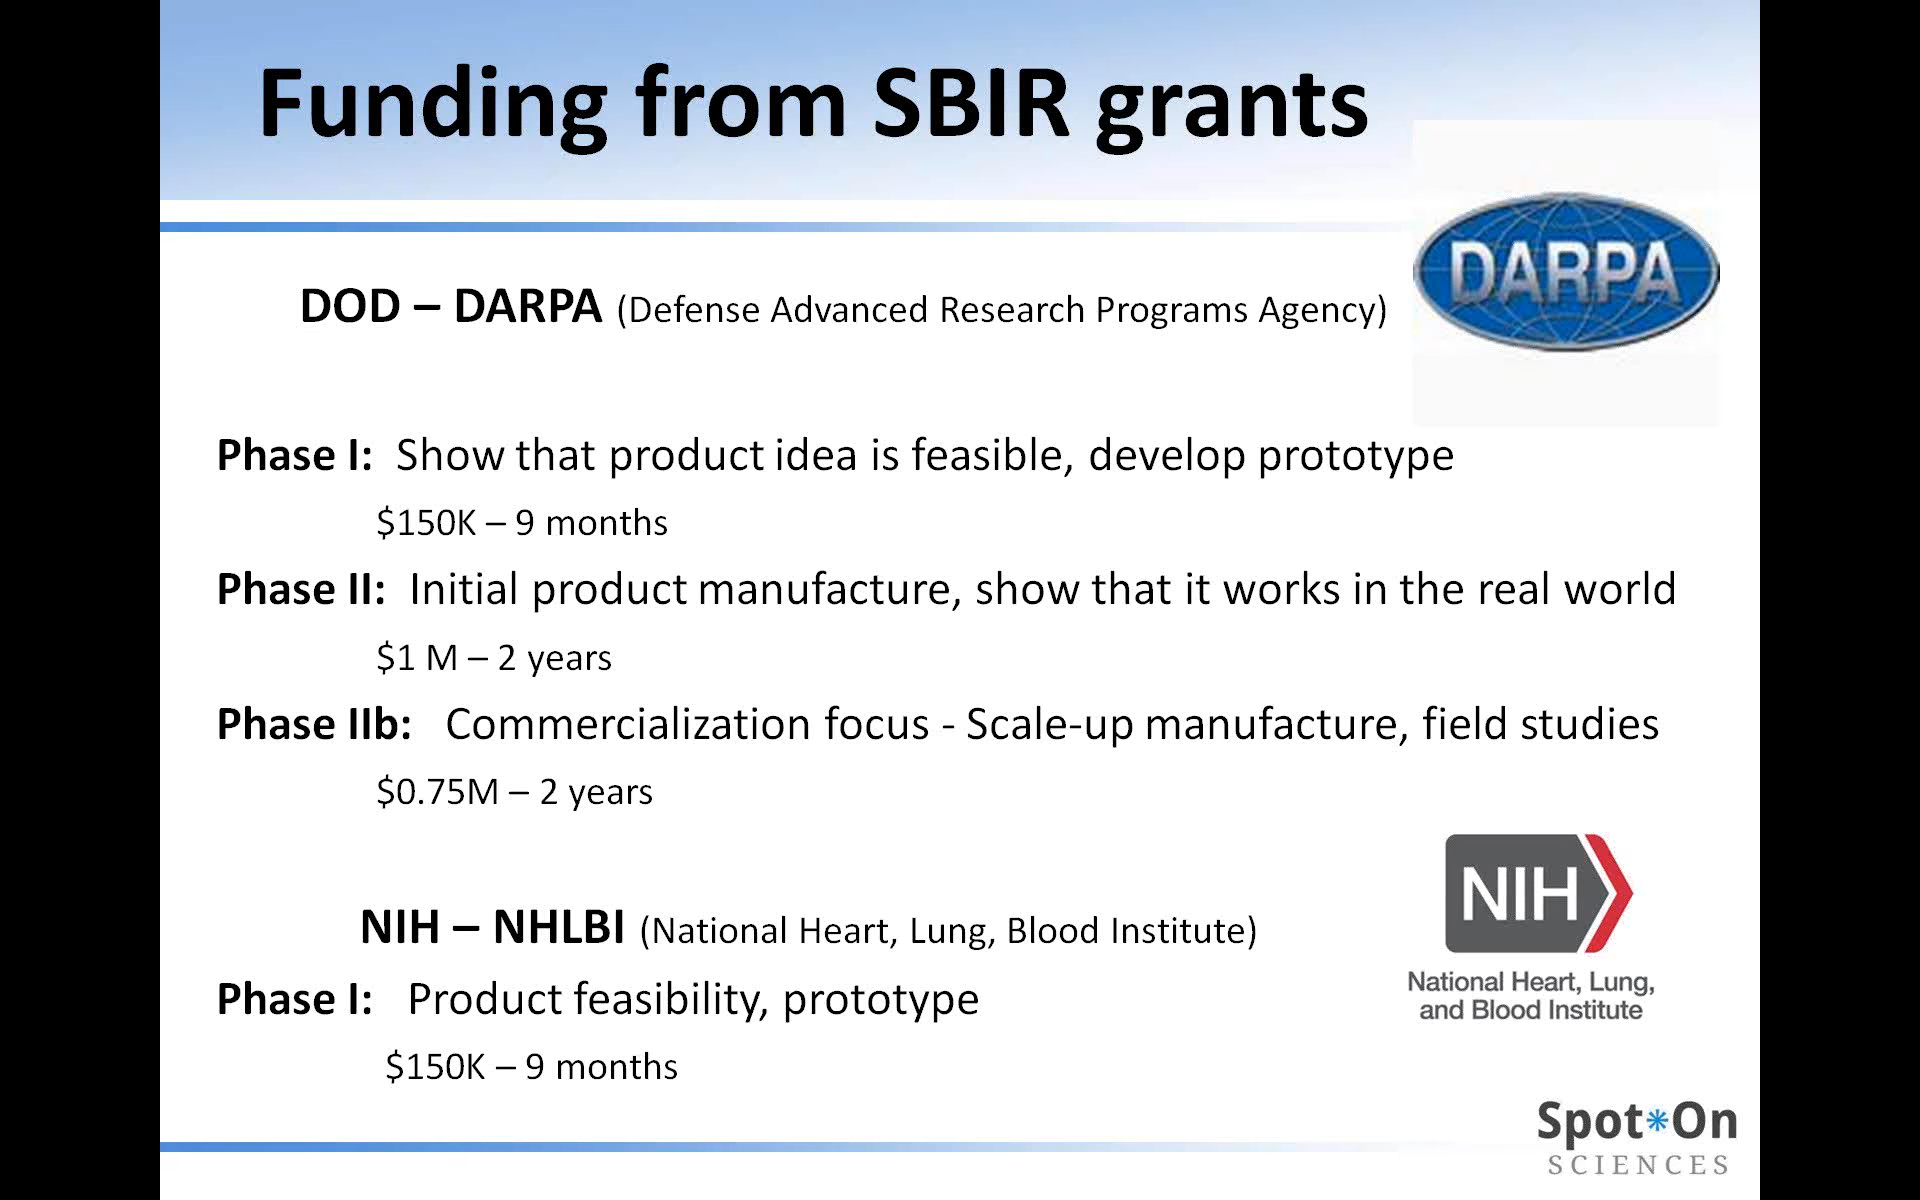 Funding from SBIR grants
DARPA
DOD – DARPA (Defense Advanced Research Programs Agency)
Phase I: Show that product idea is feasible, develop prototype
$150K – 9 months
Phase II: Initial product manufacture, show that it works in the real world
$1 M – 2 years
Phase IIb: Commercialization focus - Scale-up manufacture, field studies
$0.75M – 2 years
NIH
NIH – NHLBI (National Heart, Lung, Blood Institute)
National Heart, Lung,
and Blood Institute
Phase I: Product feasibility, prototype
$150K – 9 months
Spot*On
SCIENCES